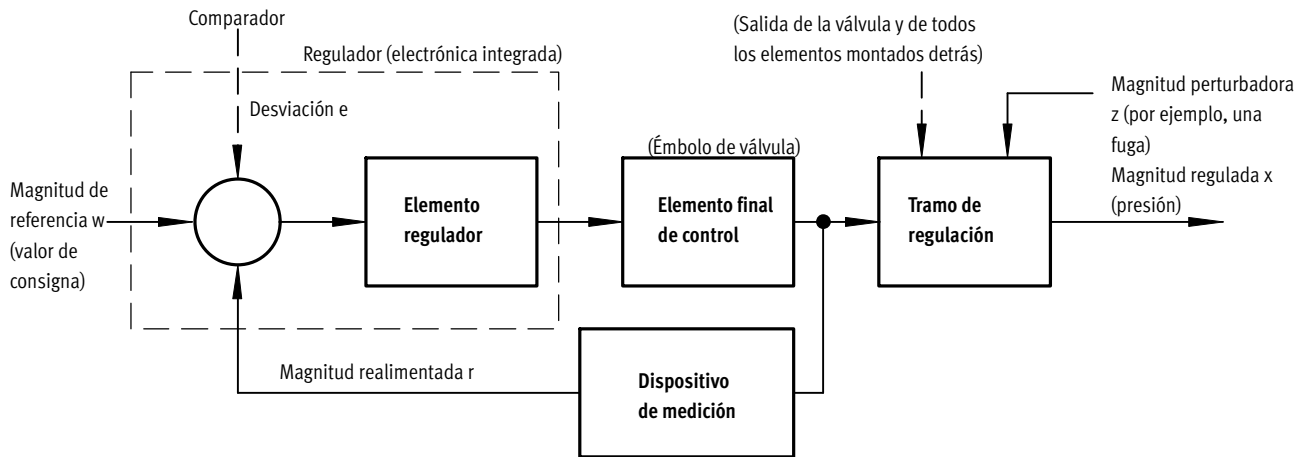 Comparador
(Salida de la válvula y de todos
los elementos montados detrás)
Regulador (electrónica integrada)
Desviación e
Magnitud perturbadora
z (por ejemplo, una
fuga)
Magnitud regulada x
(presión)
(Émbolo de válvula)
Magnitud de
referencia w
(valor de
consigna)
Elemento
regulador
Elemento final
de control
Tramo de
regulación
Magnitud realimentada r
Dispositivo
de medición